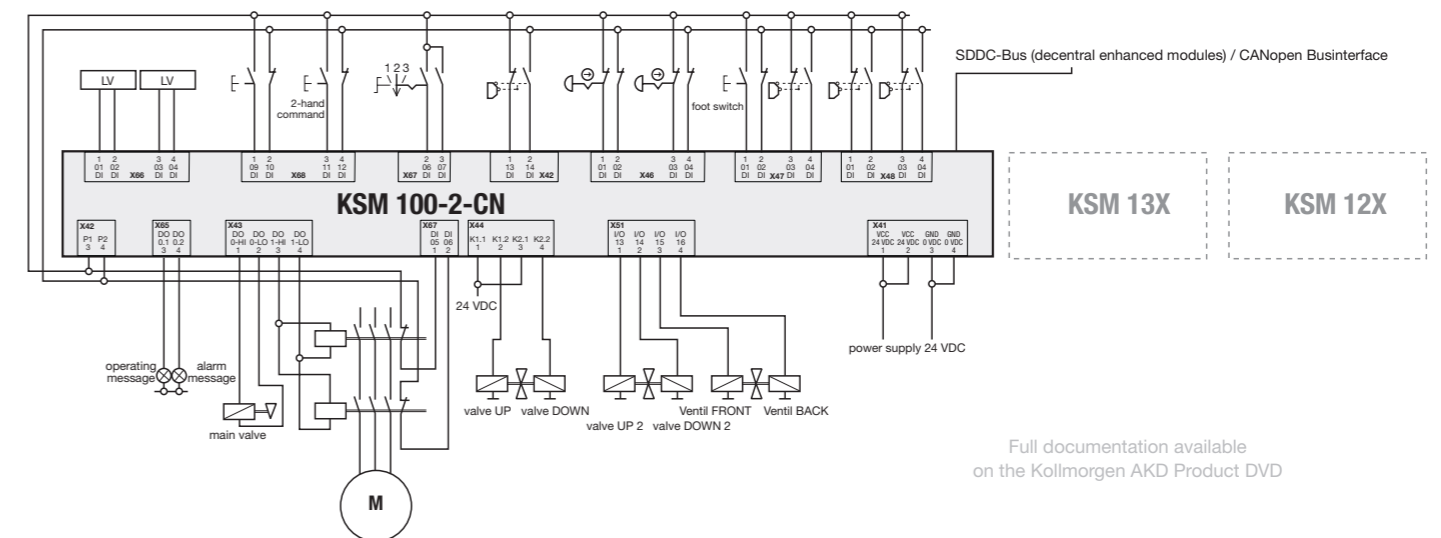 SDDC-Bus (decentral enhanced modules) / CANopen Businterface
1 2 3
LV LV
2-hand
command
foot switch
1 2 3 4 1 2 3 4 2 3 1 2 1 2 3 4 1 2 3 4 1 2 3 4
01 02 03 04 09 10 11 12 06 07 13 14 01 02 03 04 01 02 03 04 01 02 03 04
DI DI X66 DI DI DI DI X68 DI DI X67 DI DI DI DI X42 DI DI X46 DI DI DI DI X47 DI DI DI DI X48 DI DI
KSM 100-2-CN
KSM 13X
KSM 12X
X42
P1 P2
3 4
X65
DO DO
0.1 0.2
3 4
X43
DO DO DO DO
0-HI 0-LO 1-HI 1-LO
1 2 3 4
X67
DI DI
05 06
1 2
X44
K1.1 K1.2 K2.1 K2.2
1 2 3 4
X51
I/O I/O I/O I/O
13 14 15 16
1 2 3 4
X41
VCC VCC GND GND
24 VDC 24 VDC 0 VDC 0 VDC
1 2 3 4
24 VDC
power supply 24 VDC
operating
message
alarm
message
main valve
valve UP valve DOWN
valve UP 2 valve DOWN 2
Ventil FRONT Ventil BACK
M
Full documentation available
on the Kollmorgen AKD Product DVD